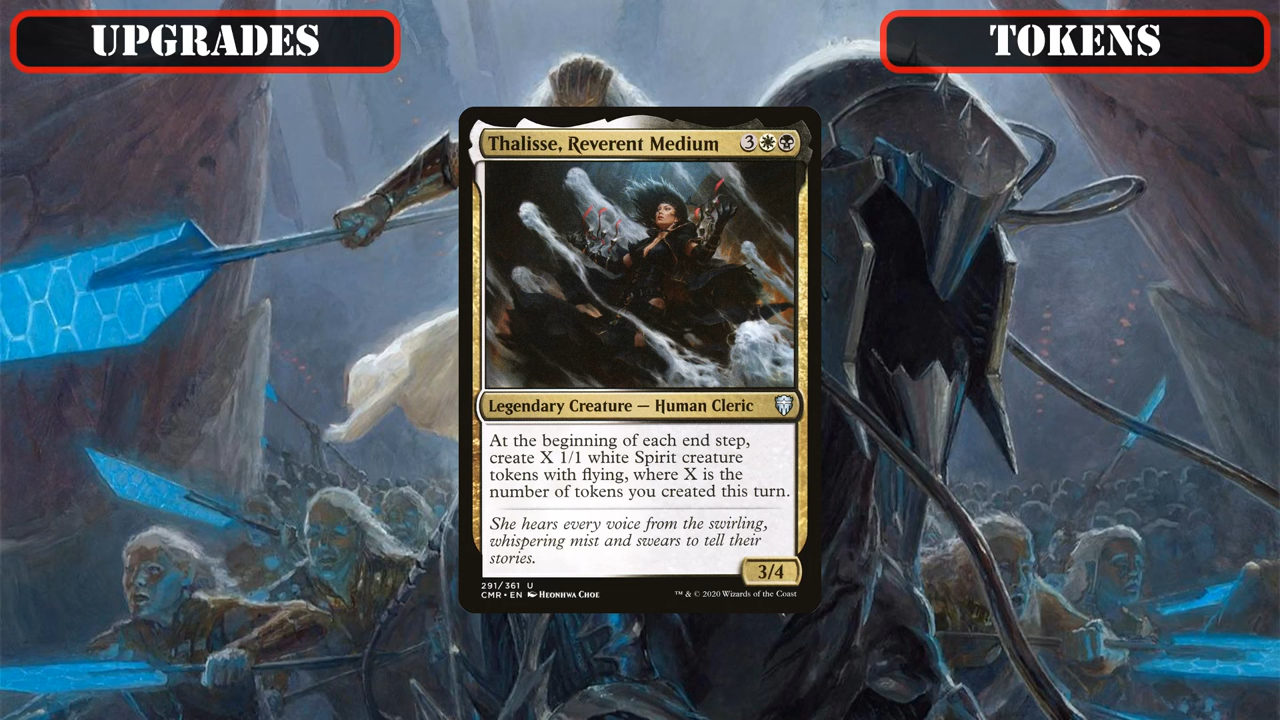 UPGRADES
TOKENS
Thalisse, Reverent Medium 3
Legendary Creature — Human Cleric
At the beginning of each end step,
create X 1/1 white Spirit creature
tokens with flying, where X is the
number of tokens you created this turn.
She hears every voice from the swirling,
whispering mist and swears to tell their
stories.
3/4
291/361 U
CMR • EN Heonhwa Choe
™ & © 2020 Wizards of the Coast